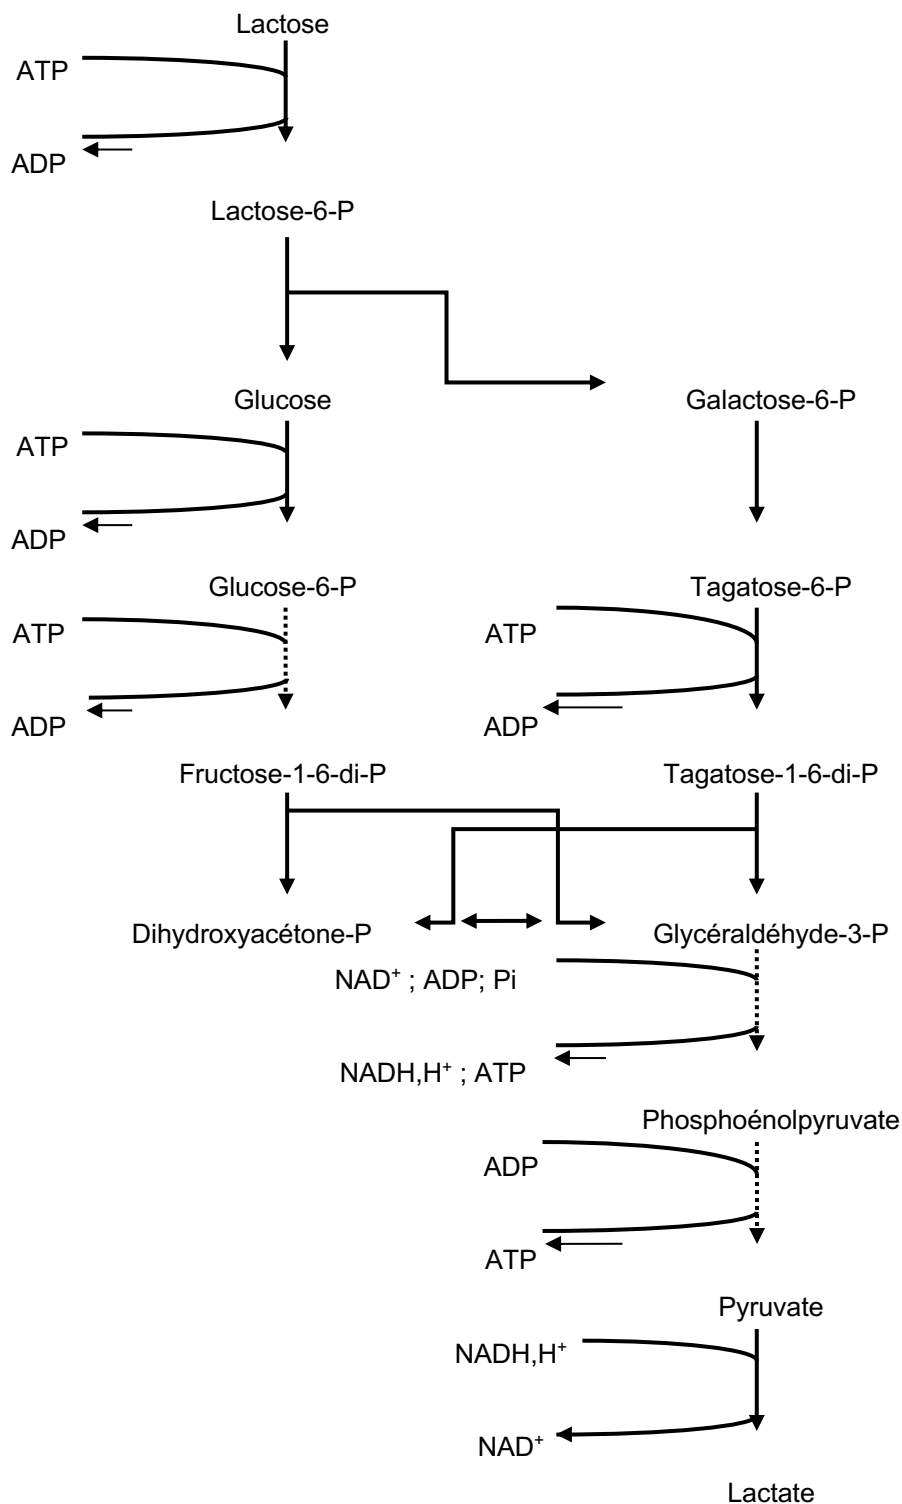 Lactose
ATP
ADP
Lactose-6-P
Glucose
Galactose-6-P
ATP
ADP
Glucose-6-P
Tagatose-6-P
ATP
ATP
ADP
ADP
Fructose-1-6-di-P
Tagatose-1-6-di-P
Dihydroxyacétone-P
Glycéraldéhyde-3-P
NAD⁺ ; ADP; Pi
NADH,H⁺ ; ATP
Phosphoénolpyruvate
ADP
ATP
Pyruvate
NADH,H⁺
NAD⁺
Lactate